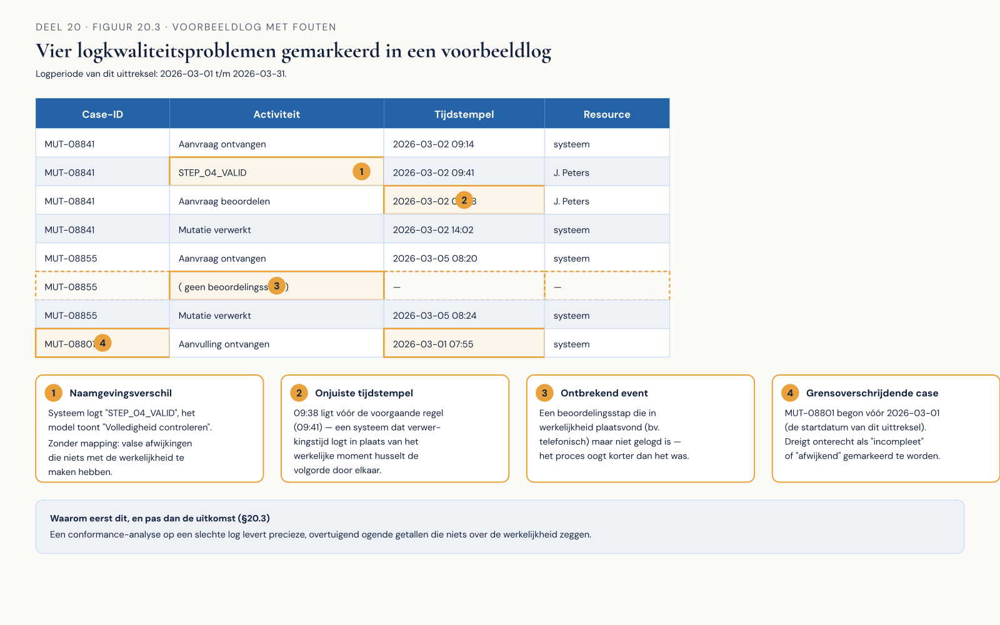 DEEL 20 · FIGUUR 20.3 · VOORBEELDLOG MET FOUTEN
Vier logkwaliteitsproblemen gemarkeerd in een voorbeeldlog
Logperiode van dit uittreksel: 2026-03-01 t/m 2026-03-31.
Case-ID Activiteit Tijdstempel Resource
MUT-08841 Aanvraag ontvangen 2026-03-02 09:14 systeem
MUT-08841 STEP_04_VALID 1 2026-03-02 09:41 J. Peters
MUT-08841 Aanvraag beoordelen 2026-03-02 2 J. Peters
MUT-08841 Mutatie verwerkt 2026-03-02 14:02 systeem
MUT-08855 Aanvraag ontvangen 2026-03-05 08:20 systeem
MUT-08855 ( geen 3 ) — —
MUT-08855 Mutatie verwerkt 2026-03-05 08:24 systeem
MUT-08801 4 Aanvulling ontvangen 2026-03-01 07:55 systeem
1 Naamgevingsverschil
Systeem logt "STEP_04_VALID", het
model toont "Volledigheid controleren".
Zonder mapping: valse afwijkingen
die niets met de werkelijkheid te
maken hebben.
2 Onjuiste tijdstempel
09:38 ligt vóór de voorgaande regel
(09:41) — een systeem dat verwer-
kingstijd logt in plaats van het
werkelijke moment husselt de
volgorde door elkaar.
3 Ontbrekend event
Een beoordelingsstap die in
werkelijkheid plaatsvond (bv.
telefonisch) maar niet gelogd is —
het proces oogt korter dan het was.
4 Grensoverschrijdende case
MUT-08801 begon vóór 2026-03-01
(de startdatum van dit uittreksel).
Dreigt onterecht als "incompleet"
of "afwijkend" gemarkeerd te worden.
Waarom eerst dit, en pas dan de uitkomst (§20.3)
Een conformance-analyse op een slechte log levert precieze, overtuigend ogende getallen die niets over de werkelijkheid zeggen.